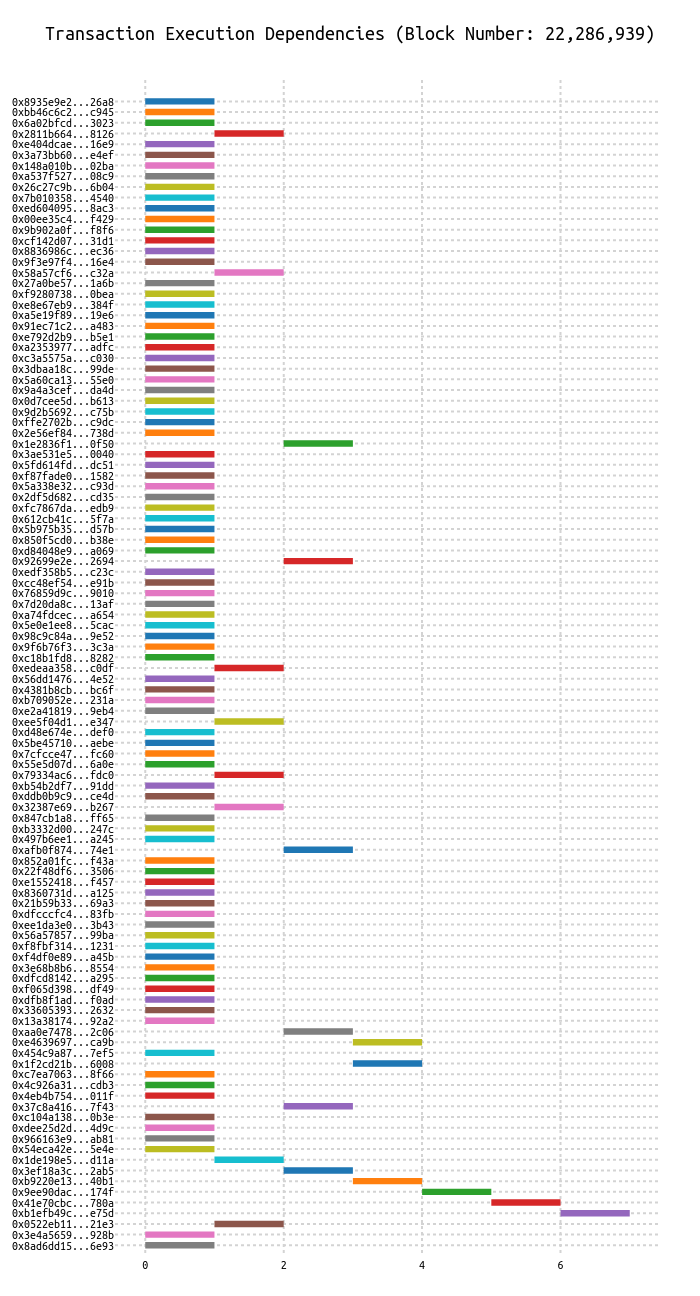 Transaction Execution Dependencies (Block Number: 22,286,939)
0x8935e9e2...26a8
0xbb46c6c2...c945
0x6a02bfcd...3023
0x2811b664...8126
0xe404dcae...16e9
0x3a73bb60...e4ef
0x148a010b...02ba
0xa537f527...08c9
0x26c27c9b...6b04
0x7b010358...4540
0xed604095...8ac3
0x00ee35c4...f429
0x9b902a0f...f8f6
0xcf142d07...31d1
0x8836986c...ec36
0x9f3e97f4...16e4
0x58a57cf6...c32a
0x27a0be57...1a6b
0xf9280738...0bea
0xe8e67eb9...384f
0xa5e19f89...19e6
0x91ec71c2...a483
0xe792d2b9...b5e1
0xa2353977...adfc
0xc3a5575a...c030
0x3dbaa18c...99de
0x5a60ca13...55e0
0x9a4a3cef...da4d
0x0d7cee5d...b613
0x9d2b5692...c75b
0xffe2702b...c9dc
0x2e56ef84...738d
0x1e2836f1...0f50
0x3ae531e5...0040
0x5fd614fd...dc51
0xf87fade0...1582
0x5a338e32...c93d
0x2df5d682...cd35
0xfc7867da...edb9
0x612cb41c...5f7a
0x5b975b35...d57b
0x850f5cd0...b38e
0xd84048e9...a069
0x92699e2e...2694
0xedf358b5...c23c
0xcc48ef54...e91b
0x76859d9c...9010
0x7d20da8c...13af
0xa74fdcec...a654
0x5e0e1ee8...5cac
0x98c9c84a...9e52
0x9f6b76f3...3c3a
0xc18b1fd8...8282
0xedeaa358...c0df
0x56dd1476...4e52
0x4381b8cb...bc6f
0xb709052e...231a
0xe2a41819...9eb4
0xee5f04d1...e347
0xd48e674e...def0
0x5be45710...aebe
0x7cfcce47...fc60
0x55e5d07d...6a0e
0x79334ac6...fdc0
0xb54b2df7...91dd
0xddb0b9c9...ce4d
0x32387e69...b267
0x847cb1a8...ff65
0xb3332d00...247c
0x497b6ee1...a245
0xafb0f874...74e1
0x852a01fc...f43a
0x22f48df6...3506
0xe1552418...f457
0x8360731d...a125
0x21b59b33...69a3
0xdfcccfc4...83fb
0xee1da3e0...3b43
0x56a57857...99ba
0xf8fbf314...1231
0xf4df0e89...a45b
0x3e68b8b6...8554
0xdfcd8142...a295
0xf065d398...df49
0xdfb8f1ad...f0ad
0x33605393...2632
0x13a38174...92a2
0xaa0e7478...2c06
0xe4639697...ca9b
0x454c9a87...7ef5
0x1f2cd21b...6008
0xc7ea7063...8f66
0x4c926a31...cdb3
0x4eb4b754...011f
0x37c8a416...7f43
0xc104a138...0b3e
0xdee25d2d...4d9c
0x966163e9...ab81
0x54eca42e...5e4e
0x1de198e5...d11a
0x3ef18a3c...2ab5
0xb9220e13...40b1
0x9ee90dac...174f
0x41e70cbc...780a
0xb1efb49c...e75d
0x0522eb11...21e3
0x3e4a5659...928b
0x8ad6dd15...6e93
0 2 4 6